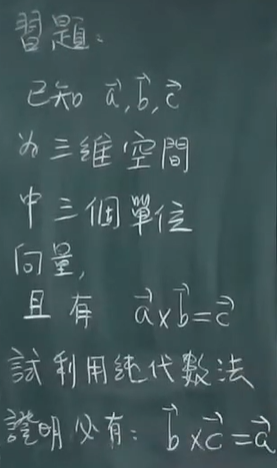 習題:
已知 $\vec{a},\vec{b},\vec{c}$
為三維空間
中三個單位
向量,
且有 $\vec{a}\times\vec{b}=\vec{c}$
試利用純代數法
證明必有: $\vec{b}\times\vec{c}=\vec{a}$